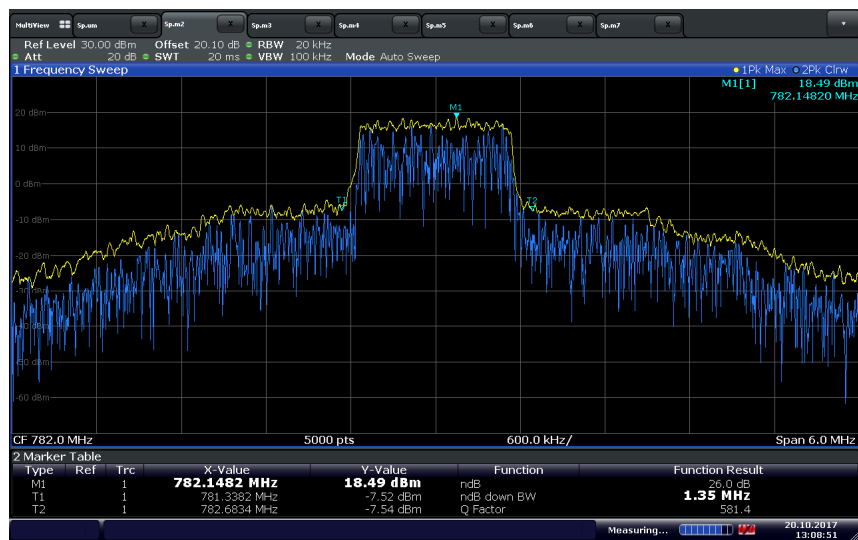 MultiView Sp.um X Sp.m2 X Sp.m3 X Sp.m4 X Sp.m5 X Sp.m6 X Sp.m7 X
Ref Level 30.00 dBm Offset 20.10 dB RBW 20 kHz
Att 20 dB SWT 20 ms VBW 100 kHz Mode Auto Sweep
1 Frequency Sweep 1Pk Max 2Pk Clrw
M1[1] 18.49 dBm
782.14820 MHz
M1
20 dBm
10 dBm
0 dBm
T1 T2
-10 dBm
-20 dBm
-30 dBm
-50 dBm
-60 dBm
CF 782.0 MHz 5000 pts 600.0 kHz/ Span 6.0 MHz
2 Marker Table
Type Ref Trc X-Value Y-Value Function Function Result
M1 1 782.1482 MHz 18.49 dBm ndB 26.0 dB
T1 1 781.3382 MHz -7.52 dBm ndB down BW 1.35 MHz
T2 1 782.6834 MHz -7.54 dBm Q Factor 581.4
Measuring... 20.10.2017
13:08:51